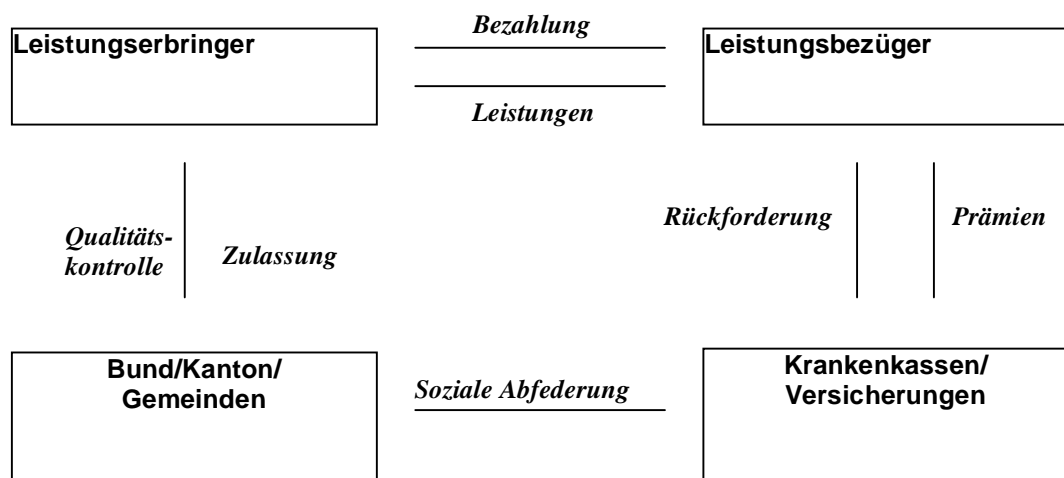 Bezahlung
Leistungserbringer
Leistungsbezüger
Leistungen
Rückforderung
Prämien
Qualitäts-
kontrolle
Zulassung
Bund/Kanton/
Gemeinden
Soziale Abfederung
Krankenkassen/
Versicherungen